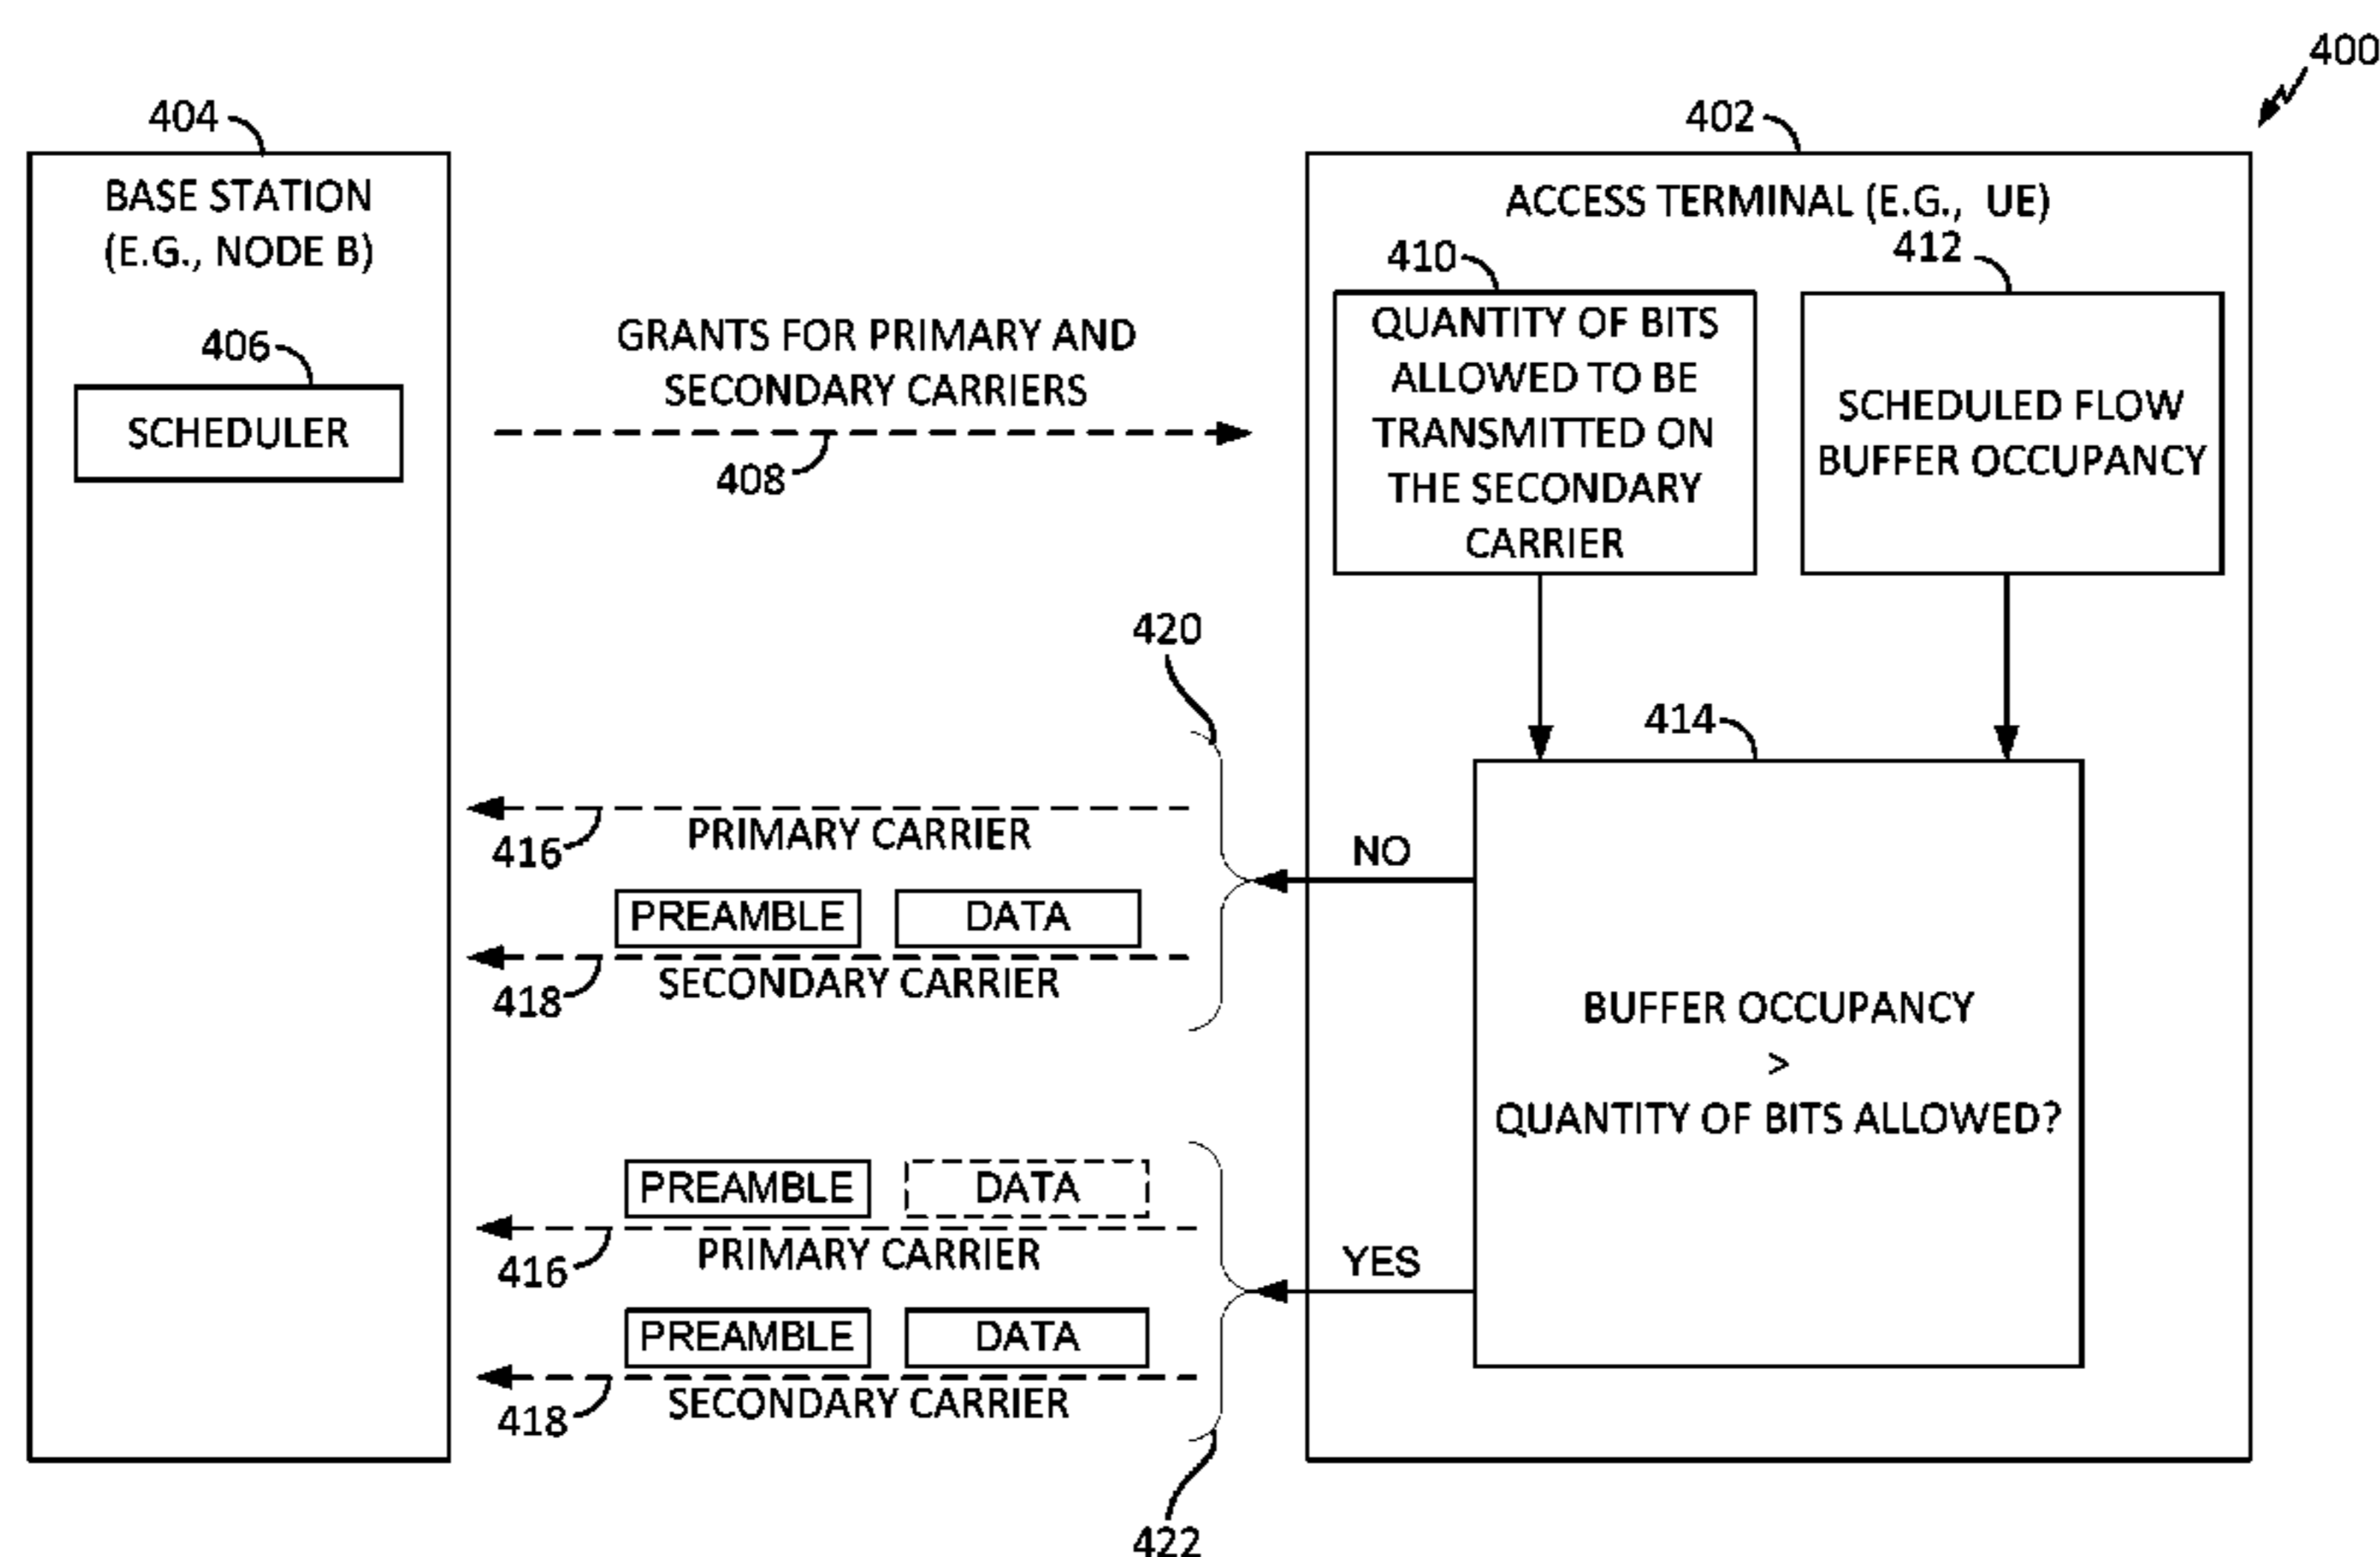 400
404
BASE STATION
(E.G., NODE B)
406
SCHEDULER
GRANTS FOR PRIMARY AND
SECONDARY CARRIERS
408
402
ACCESS TERMINAL (E.G., UE)
410
QUANTITY OF BITS
ALLOWED TO BE
TRANSMITTED ON
THE SECONDARY
CARRIER
412
SCHEDULED FLOW
BUFFER OCCUPANCY
414
BUFFER OCCUPANCY
>
QUANTITY OF BITS ALLOWED?
420
NO
416
PRIMARY CARRIER
PREAMBLE DATA
418
SECONDARY CARRIER
YES
PREAMBLE DATA
416
PRIMARY CARRIER
PREAMBLE DATA
418
SECONDARY CARRIER
422